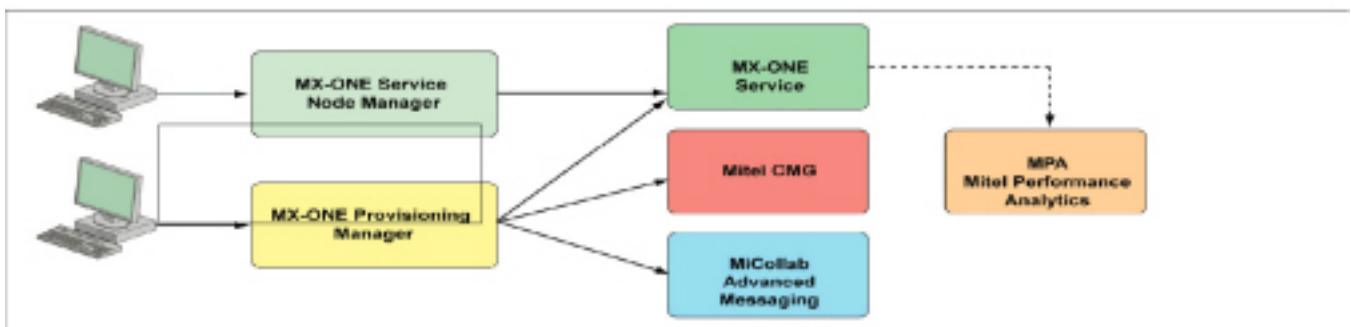 MX-ONE Service
Node Manager
MX-ONE Provisioning
Manager
MX-ONE
Service
Mitel CMG
MiCollab
Advanced
Messaging
MPA
Mitel Performance
Analytics